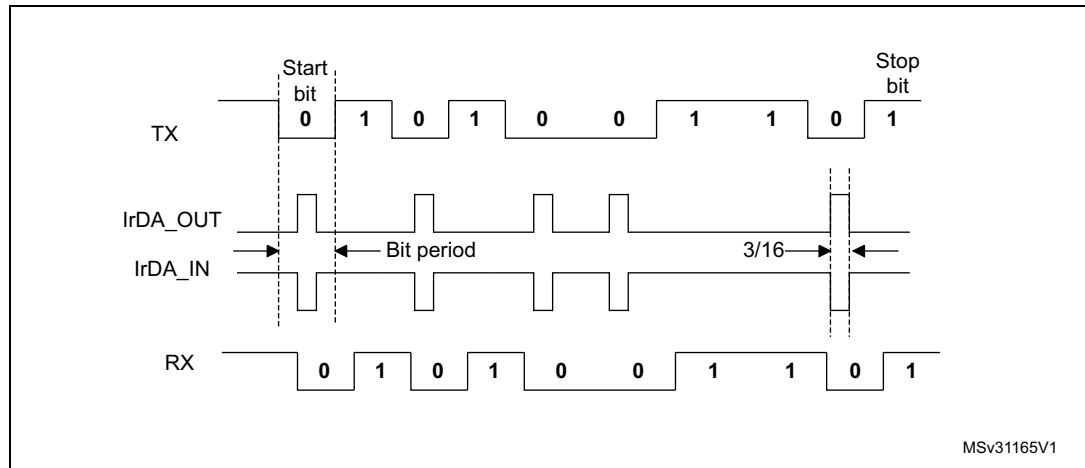 Start
bit
Stop
bit
TX
0 1 0 1 0 0 1 1 0 1
IrDA_OUT
Bit period
3/16
IrDA_IN
RX
0 1 0 1 0 0 1 1 0 1
MSv31165V1